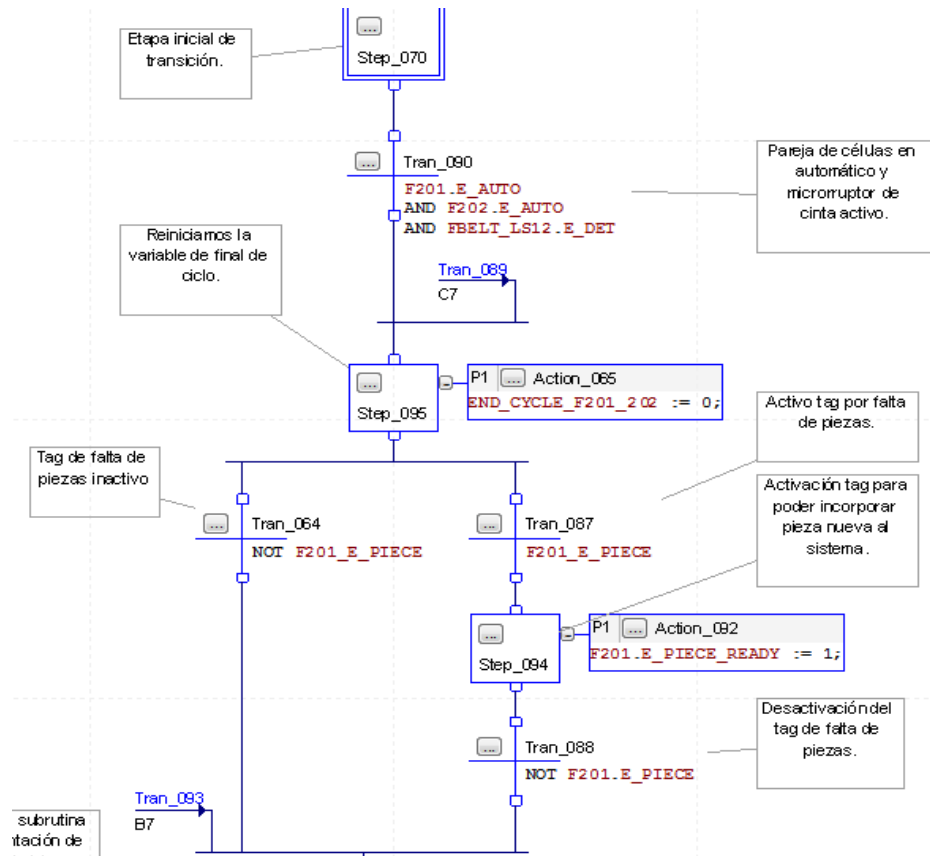 Etapa inicial de
transición.
...
Step_070
...
Tran_090
F201.E_AUTO
AND F202.E_AUTO
AND FBELT_LS12.E_DET
Pareja de células en
automático y
microrruptor de
cinta activo.
Reiniciamos la
variable de final de
ciclo.
Tran_089
C7
...
Step_095
P1 ... Action_065
END_CYCLE_F201_202 := 0;
Activo tag por falta
de piezas.
Tag de falta de
piezas inactivo
...
Tran_064
NOT F201_E_PIECE
...
Tran_087
F201_E_PIECE
Activación tag para
poder incorporar
pieza nueva al
sistema.
...
Step_094
P1 ... Action_092
F201.E_PIECE_READY := 1;
...
Tran_088
NOT F201.E_PIECE
Desactivación del
tag de falta de
piezas.
Tran_093
B7
subrutina
ntación de